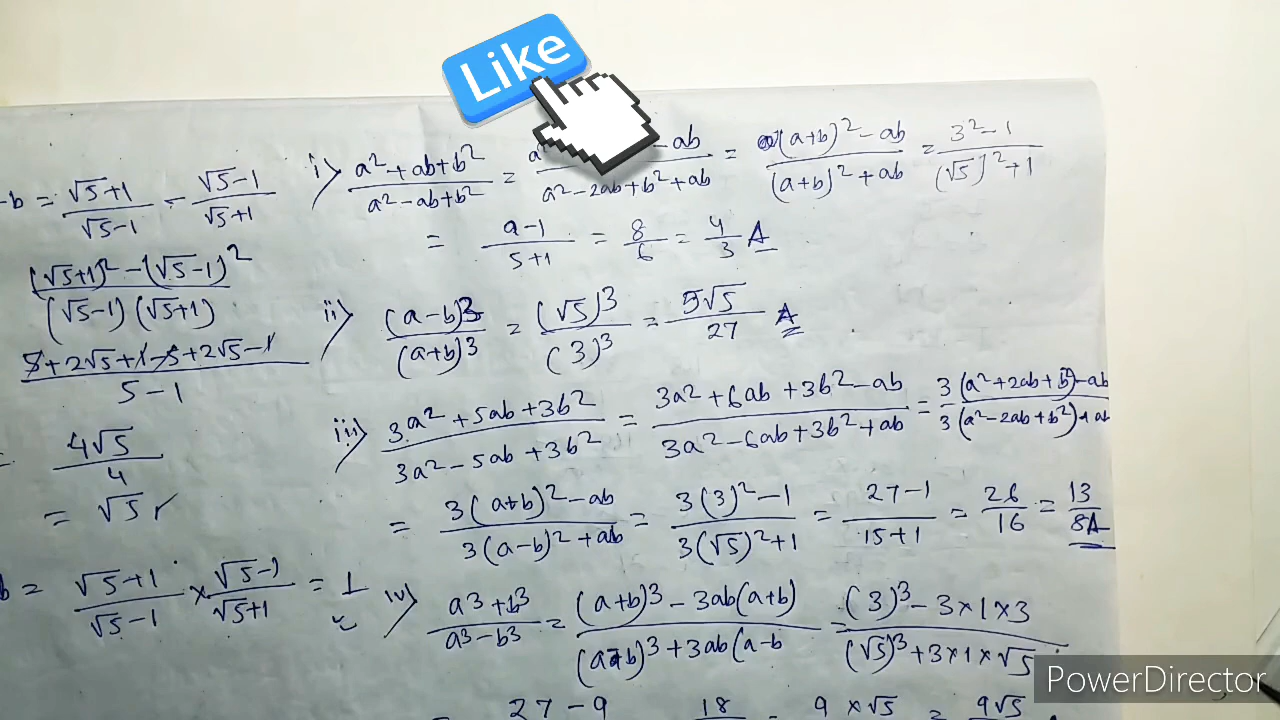 Like
-b = (√5+1)/(√5-1) - (√5-1)/(√5+1)
((√5+1)² - (√5-1)²)/((√5-1)(√5+1))
(5+2√5+1-5+2√5-1)/(5-1)
4√5/4
= √5
b = (√5+1)/(√5-1) × (√5-1)/(√5+1) = 1
i) (a²+ab+b²)/(a²-ab+b²) = (a² - ab)/(a²-2ab+b²+ab) = ((a+b)²-ab)/((a+b)²+ab) = (3²-1)/((√5)²+1)
= (a-1)/(5+1) = 8/6 = 4/3 A
ii) (a-b)³/(a+b)³ = (√5)³/(3)³ = 5√5/27 A
iii) (3a²+5ab+3b²)/(3a²-5ab+3b²) = (3a²+6ab+3b²-ab)/(3a²-6ab+3b²+ab) = (3(a²+2ab+b²)-ab)/(3(a²-2ab+b²)+ab)
= (3(a+b)²-ab)/(3(a-b)²+ab) = (3(3)²-1)/(3(√5)²+1) = (27-1)/(15+1) = 26/16 = 13/8 A
iv) (a³+b³)/(a³-b³) = ((a+b)³-3ab(a+b))/((a-b)³+3ab(a-b) = ((3)³-3×1×3)/((√5)³+3×1×√5
27-9 18 = 9×√5 = 9√5
PowerDirector